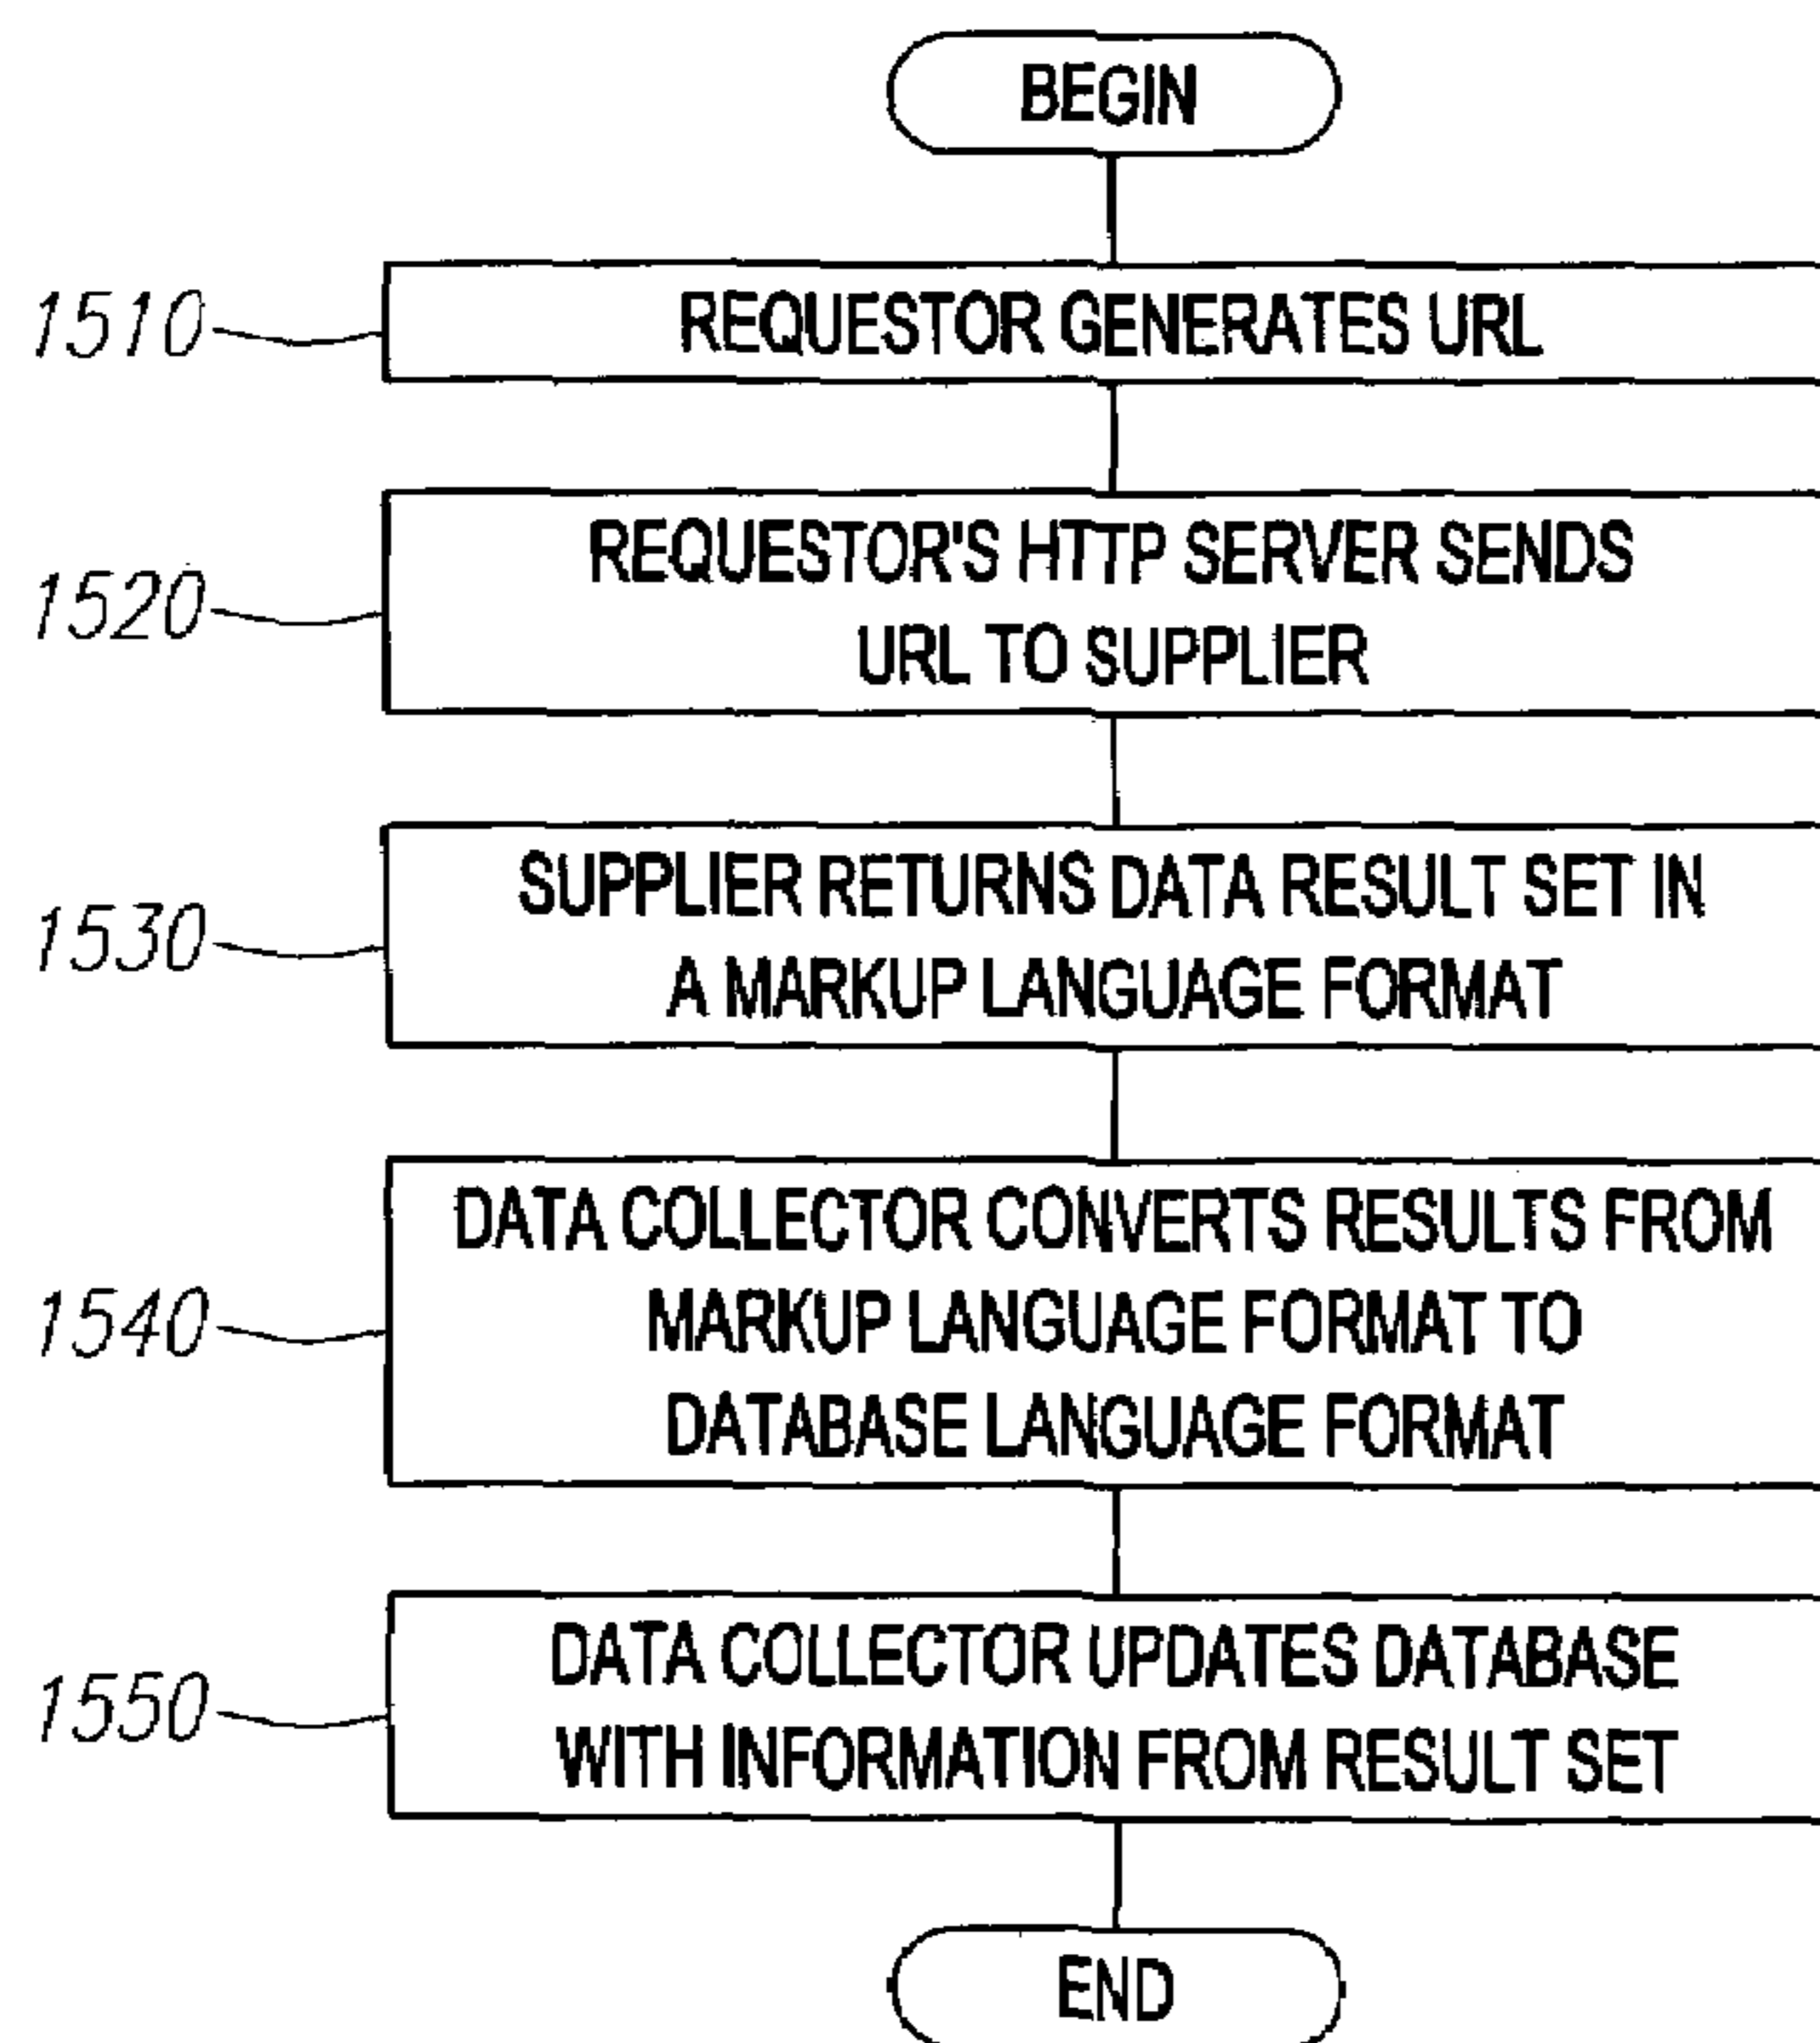 BEGIN
1510
REQUESTOR GENERATES URL
1520
REQUESTOR'S HTTP SERVER SENDS
URL TO SUPPLIER
1530
SUPPLIER RETURNS DATA RESULT SET IN
A MARKUP LANGUAGE FORMAT
1540
DATA COLLECTOR CONVERTS RESULTS FROM
MARKUP LANGUAGE FORMAT TO
DATABASE LANGUAGE FORMAT
1550
DATA COLLECTOR UPDATES DATABASE
WITH INFORMATION FROM RESULT SET
END